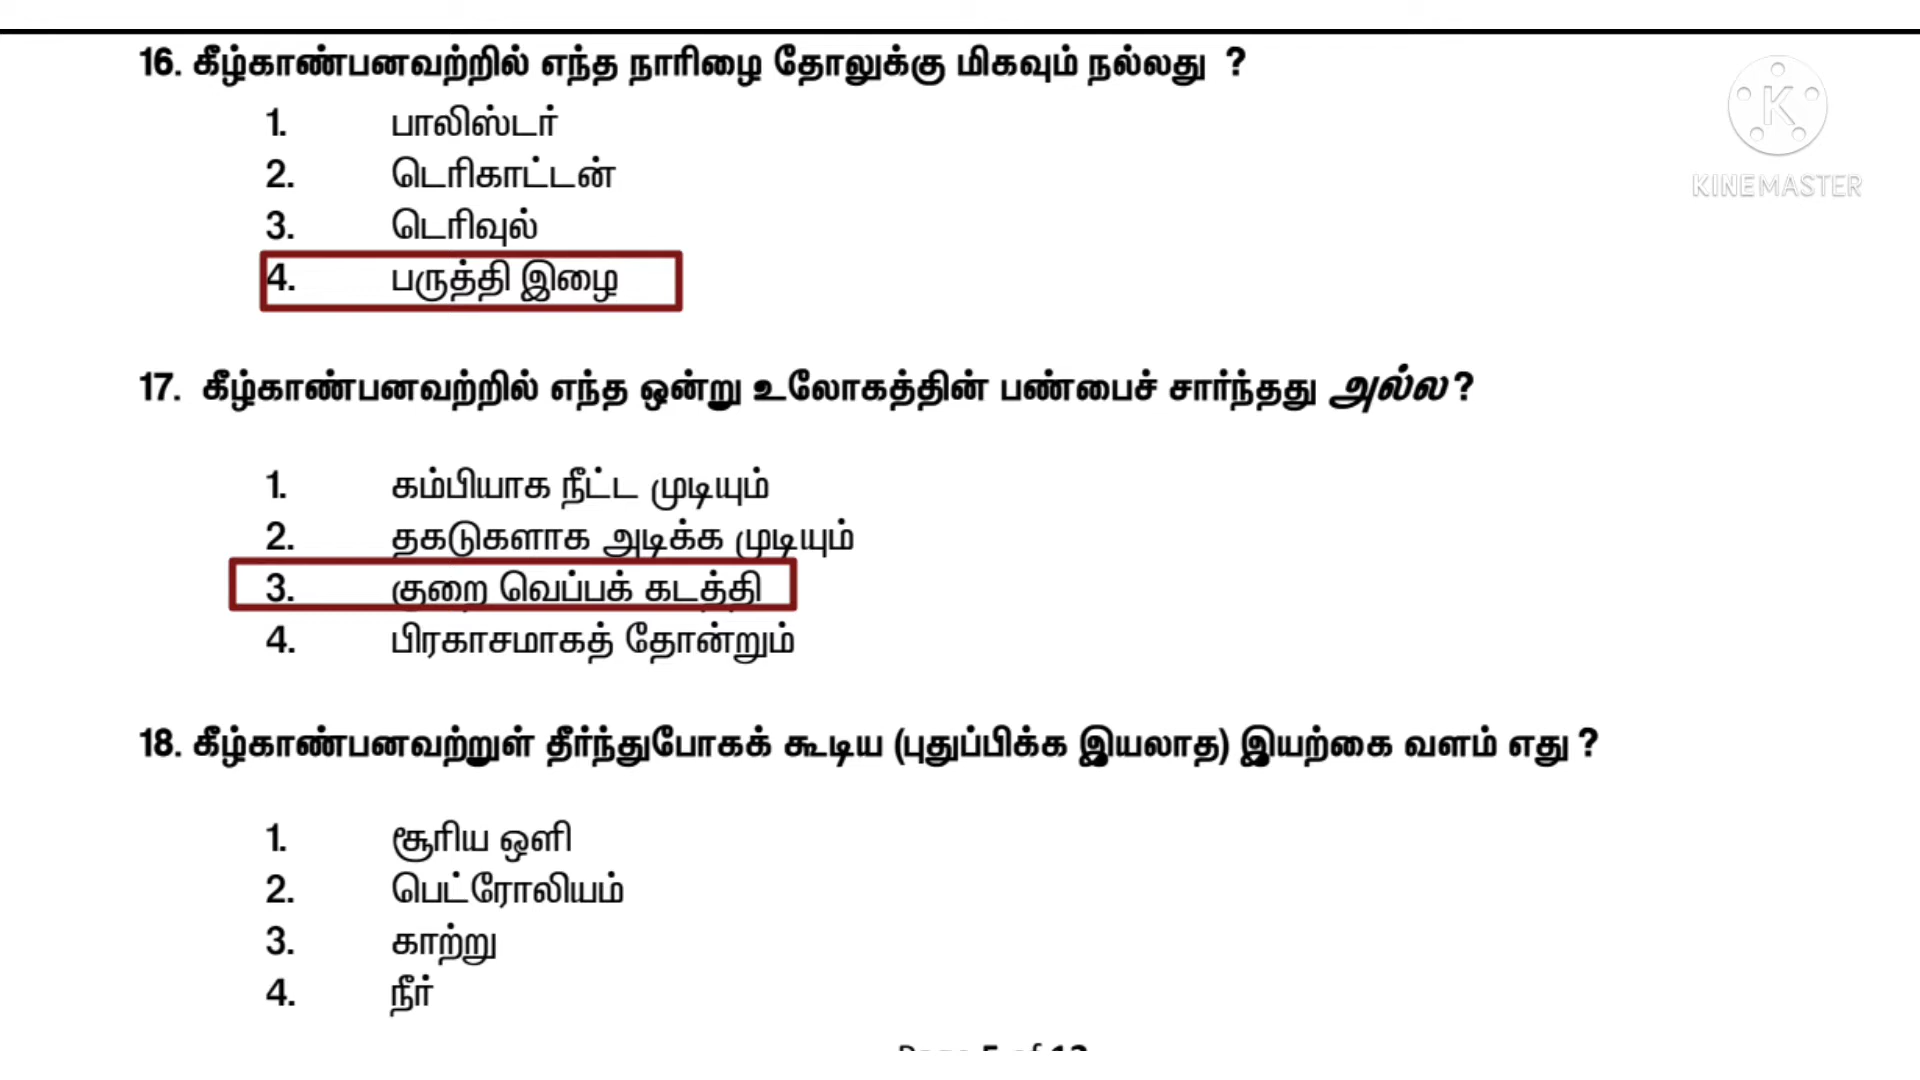 16. கீழ்காண்பனவற்றில் எந்த நாரிழை தோலுக்கு மிகவும் நல்லது ?
1. பாலிஸ்டர்
2. டெரிகாட்டன்
3. டெரிவுல்
4. பருத்தி இழை
KINEMASTER
17. கீழ்காண்பனவற்றில் எந்த ஒன்று உலோகத்தின் பண்பைச் சார்ந்தது அல்ல ?
1. கம்பியாக நீட்ட முடியும்
2. தகடுகளாக அடிக்க முடியும்
3. குறை வெப்பக் கடத்தி
4. பிரகாசமாகத் தோன்றும்
18. கீழ்காண்பனவற்றுள் தீர்ந்துபோகக் கூடிய (புதுப்பிக்க இயலாத) இயற்கை வளம் எது ?
1. சூரிய ஒளி
2. பெட்ரோலியம்
3. காற்று
4. நீர்